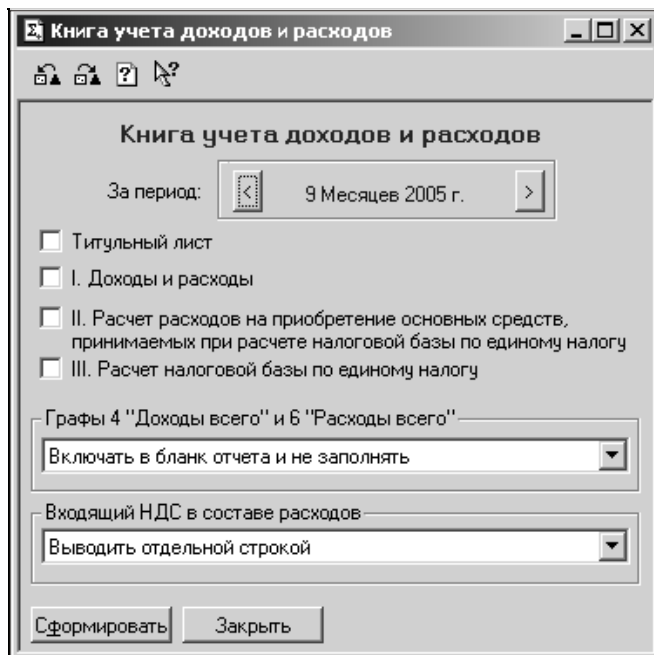 Книга учета доходов и расходов
Книга учета доходов и расходов
За период: < 9 Месяцев 2005 г. >
Титульный лист
I. Доходы и расходы
II. Расчет расходов на приобретение основных средств,
принимаемых при расчете налоговой базы по единому налогу
III. Расчет налоговой базы по единому налогу
Графы 4 "Доходы всего" и 6 "Расходы всего"
Включать в бланк отчета и не заполнять
Входящий НДС в составе расходов
Выводить отдельной строкой
Сформировать Закрыть